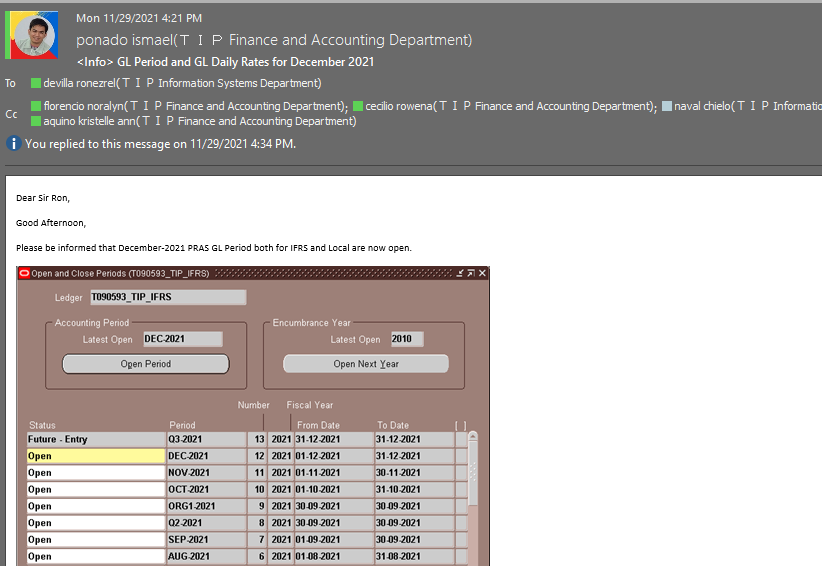 Mon 11/29/2021 4:21 PM
ponado ismael(ＴＩＰ Finance and Accounting Department)
<Info> GL Period and GL Daily Rates for December 2021
To devilla ronezrel(ＴＩＰ Information Systems Department)
Cc florencio noralyn(ＴＩＰ Finance and Accounting Department); cecilio rowena(ＴＩＰ Finance and Accounting Department); naval chielo(ＴＩＰ
aquino kristelle ann(ＴＩＰ Finance and Accounting Department)
You replied to this message on 11/29/2021 4:34 PM.
Dear Sir Ron,
Good Afternoon,
Please be informed that December-2021 PRAS GL Period both for IFRS and Local are now open.
Open and Close Periods (T090593_TIP_IFRS)
Ledger T090593_TIP_IFRS
Accounting Period Encumbrance Year
Latest Open DEC-2021 Latest Open 2010
Open Period Open Next Year
Number Fiscal Year
Status Period From Date To Date [ ]
Future - Entry Q3-2021 13 2021 31-12-2021 31-12-2021
Open DEC-2021 12 2021 01-12-2021 31-12-2021
Open NOV-2021 11 2021 01-11-2021 30-11-2021
Open OCT-2021 10 2021 01-10-2021 31-10-2021
Open ORG1-2021 9 2021 30-09-2021 30-09-2021
Open Q2-2021 8 2021 30-09-2021 30-09-2021
Open SEP-2021 7 2021 01-09-2021 30-09-2021
Open AUG-2021 6 2021 01-08-2021 31-08-2021